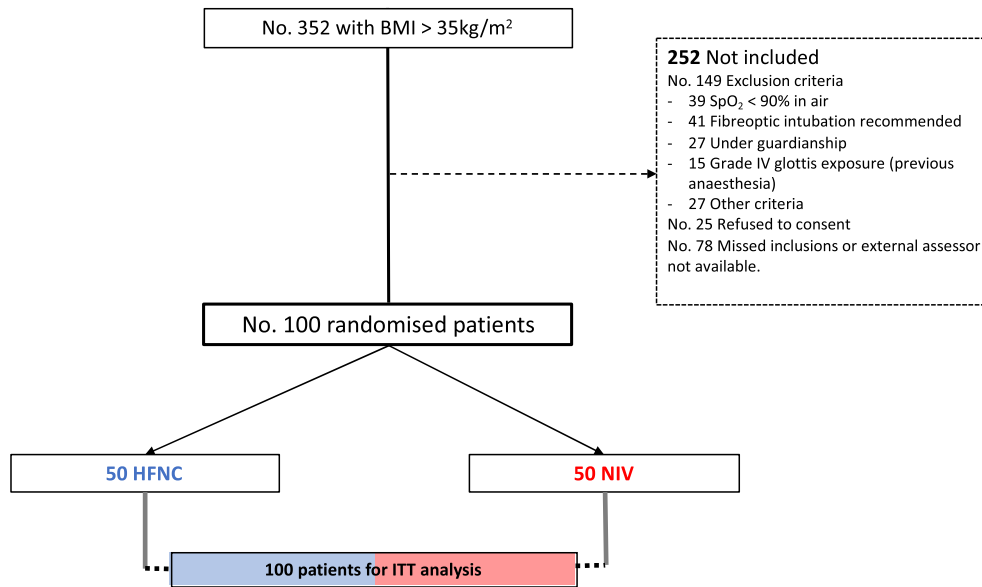 No. 352 with BMI > 35kg/m²
252 Not included
No. 149 Exclusion criteria
- 39 SpO₂ < 90% in air
- 41 Fibreoptic intubation recommended
- 27 Under guardianship
- 15 Grade IV glottis exposure (previous
anaesthesia)
- 27 Other criteria
No. 25 Refused to consent
No. 78 Missed inclusions or external assessor
not available.
No. 100 randomised patients
50 HFNC
50 NIV
100 patients for ITT analysis